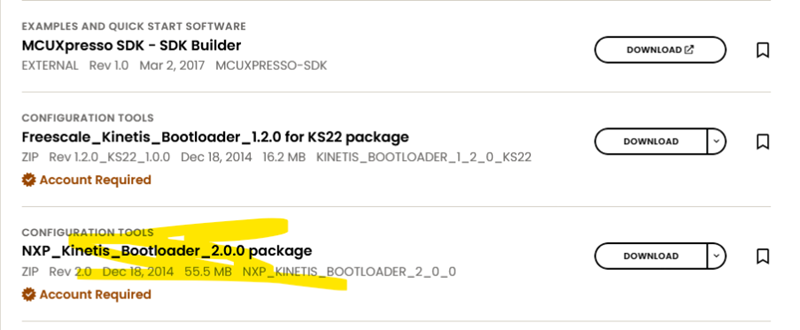 EXAMPLES AND QUICK START SOFTWARE
MCUXpresso SDK - SDK Builder
DOWNLOAD
EXTERNAL Rev 1.0 Mar 2, 2017 MCUXPRESSO-SDK
CONFIGURATION TOOLS
Freescale_Kinetis_Bootloader_1.2.0 for KS22 package
DOWNLOAD
ZIP Rev 1.2.0_KS22_1.0.0 Dec 18, 2014 16.2 MB KINETIS_BOOTLOADER_1_2_0_KS22
Account Required
CONFIGURATION TOOLS
NXP_Kinetis_Bootloader_2.0.0 package
DOWNLOAD
ZIP Rev 2.0 Dec 18, 2014 55.5 MB NXP_KINETIS_BOOTLOADER_2_0_0
Account Required